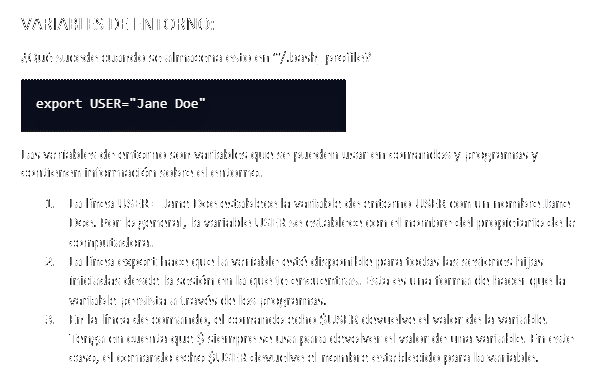 VARIABLES DE ENTORNO:
¿Qué sucede cuando se almacena esto en ~/.bash_profile?
export USER="Jane Doe"
Las variables de entorno son variables que se pueden usar en comandos y programas y
contienen información sobre el entorno.
1. La línea USER= Jane Doe establece la variable de entorno USER con un nombre Jane
Doe. Por lo general, la variable USER se establece con el nombre del propietario de la
computadora.
2. La línea export hace que la variable esté disponible para todas las sesiones hijas
iniciadas desde la sesión en la que te encuentras. Esta es una forma de hacer que la
variable persista a través de los programas.
3. En la línea de comando, el comando echo $USER devuelve el valor de la variable.
Tenga en cuenta que $ siempre se usa para devolver el valor de una variable. En este
caso, el comando echo $USER devuelve el nombre establecido para la variable.